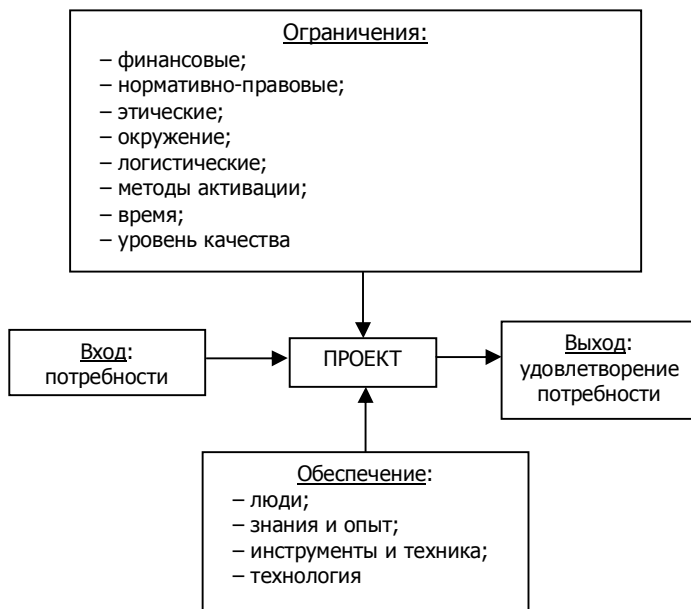 Ограничения:
– финансовые;
– нормативно-правовые;
– этические;
– окружение;
– логистические;
– методы активации;
– время;
– уровень качества
Вход:
потребности
ПРОЕКТ
Выход:
удовлетворение
потребности
Обеспечение:
– люди;
– знания и опыт;
– инструменты и техника;
– технология